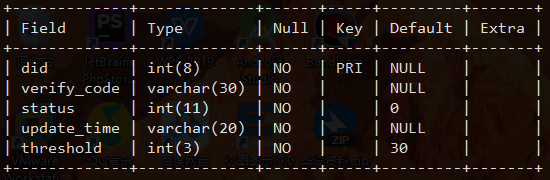 +-------------+-------------+------+-----+---------+-------+
| Field | Type | Null | Key | Default | Extra |
+-------------+-------------+------+-----+---------+-------+
| did | int(8) | NO | PRI | NULL | |
| verify_code | varchar(30) | NO | | NULL | |
| status | int(11) | NO | | 0 | |
| update_time | varchar(20) | NO | | NULL | |
| threshold | int(3) | NO | | 30 | |
+-------------+-------------+------+-----+---------+-------+